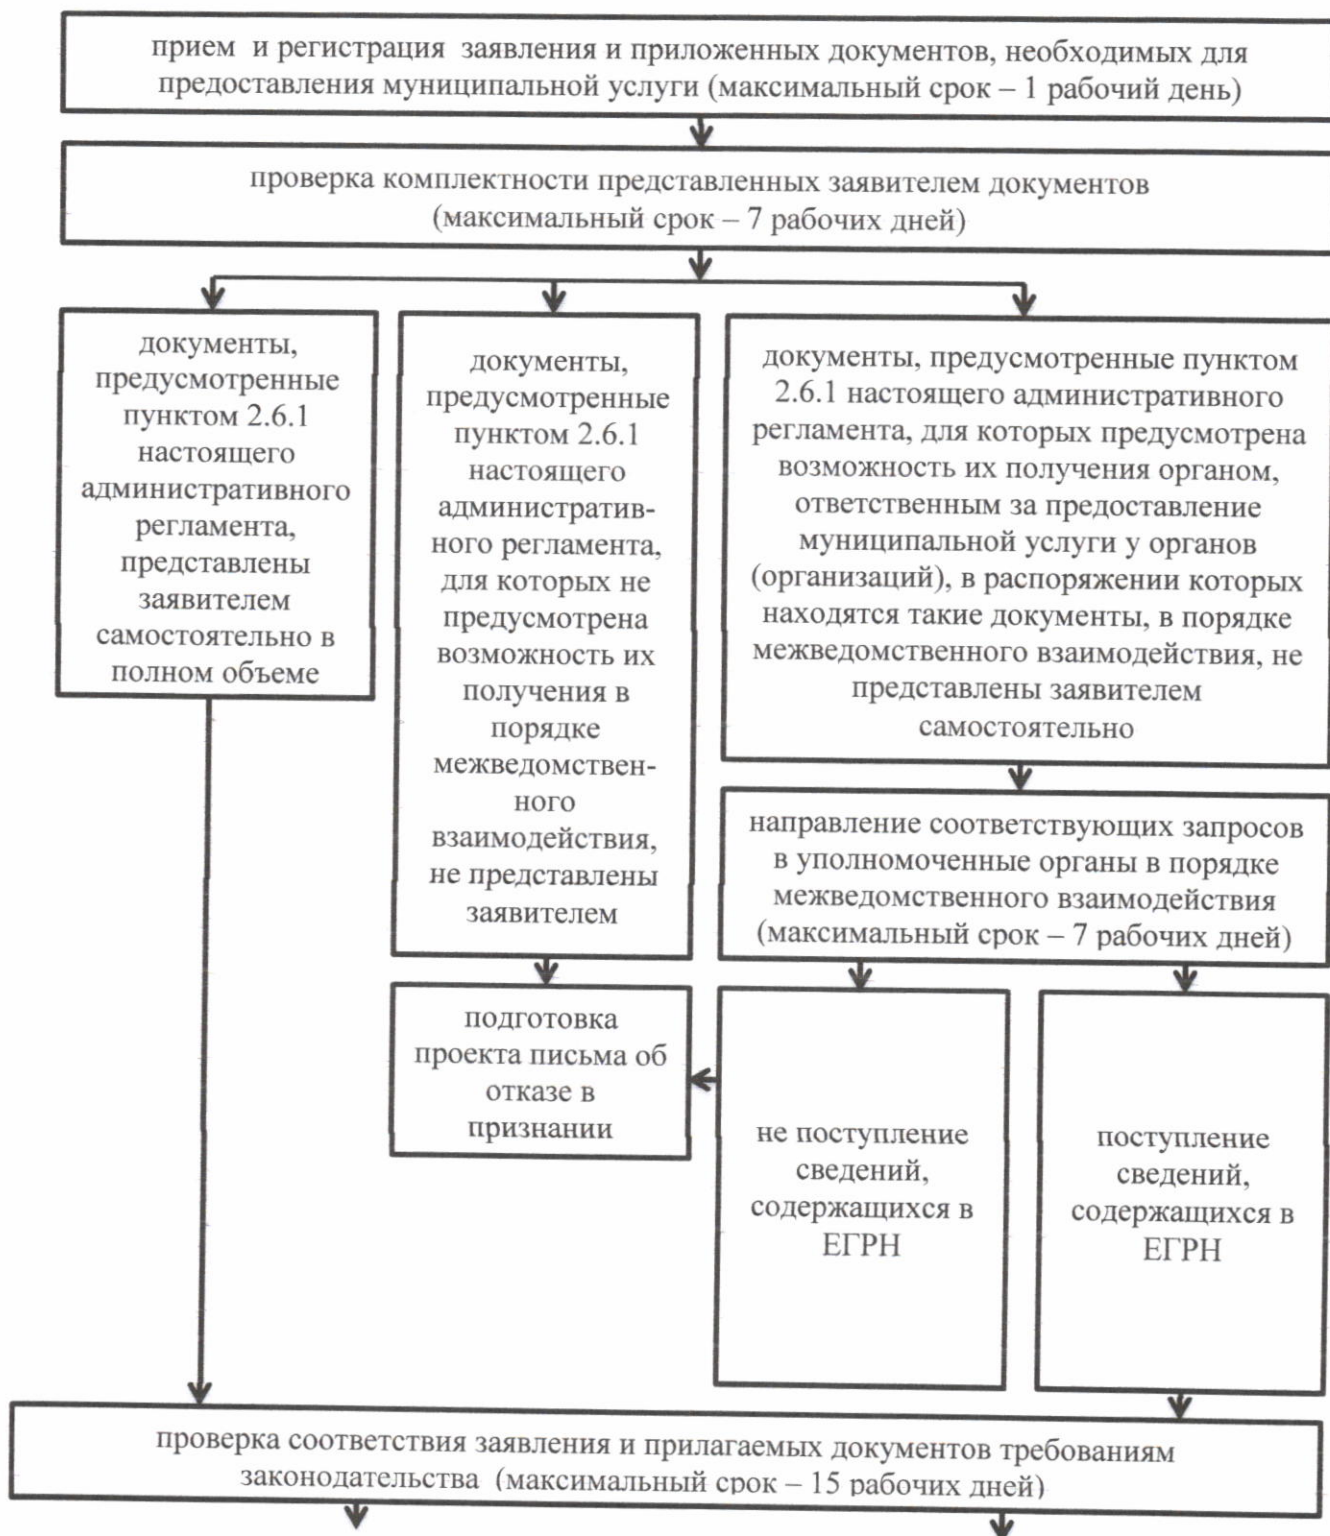 прием и регистрация заявления и приложенных документов, необходимых для
предоставления муниципальной услуги (максимальный срок – 1 рабочий день)
проверка комплектности представленных заявителем документов
(максимальный срок – 7 рабочих дней)
документы,
предусмотренные
пунктом 2.6.1
настоящего
административного
регламента,
представлены
заявителем
самостоятельно в
полном объеме
документы,
предусмотренные
пунктом 2.6.1
настоящего
административ-
ного регламента,
для которых не
предусмотрена
возможность их
получения в
порядке
межведомствен-
ного
взаимодействия,
не представлены
заявителем
документы, предусмотренные пунктом
2.6.1 настоящего административного
регламента, для которых предусмотрена
возможность их получения органом,
ответственным за предоставление
муниципальной услуги у органов
(организаций), в распоряжении которых
находятся такие документы, в порядке
межведомственного взаимодействия, не
представлены заявителем
самостоятельно
направление соответствующих запросов
в уполномоченные органы в порядке
межведомственного взаимодействия
(максимальный срок – 7 рабочих дней)
подготовка
проекта письма об
отказе в
признании
не поступление
сведений,
содержащихся в
ЕГРН
поступление
сведений,
содержащихся в
ЕГРН
проверка соответствия заявления и прилагаемых документов требованиям
законодательства (максимальный срок – 15 рабочих дней)